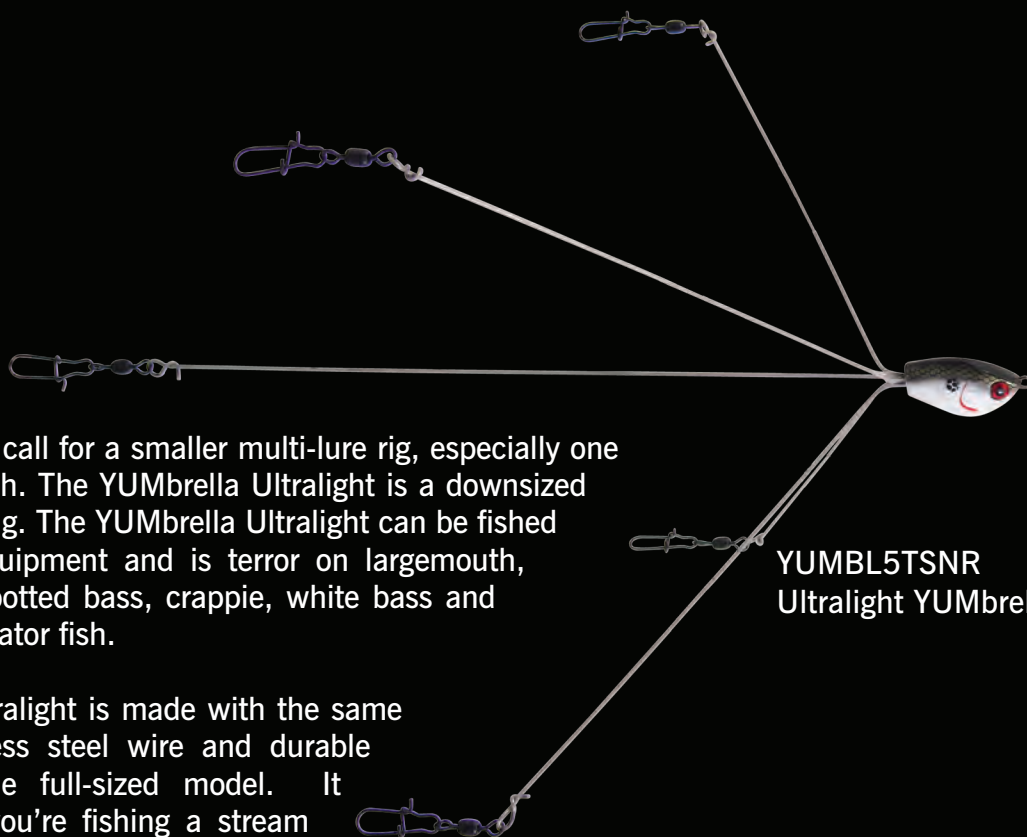 call for a smaller multi-lure rig, especially one
h. The YUMbrella Ultralight is a downsized
g. The YUMbrella Ultralight can be fished
uipment and is terror on largemouth,
otted bass, crappie, white bass and
ator fish.
YUMBL5TSNR
Ultralight YUMbrel
ralight is made with the same
ess steel wire and durable
e full-sized model. It
you're fishing a stream